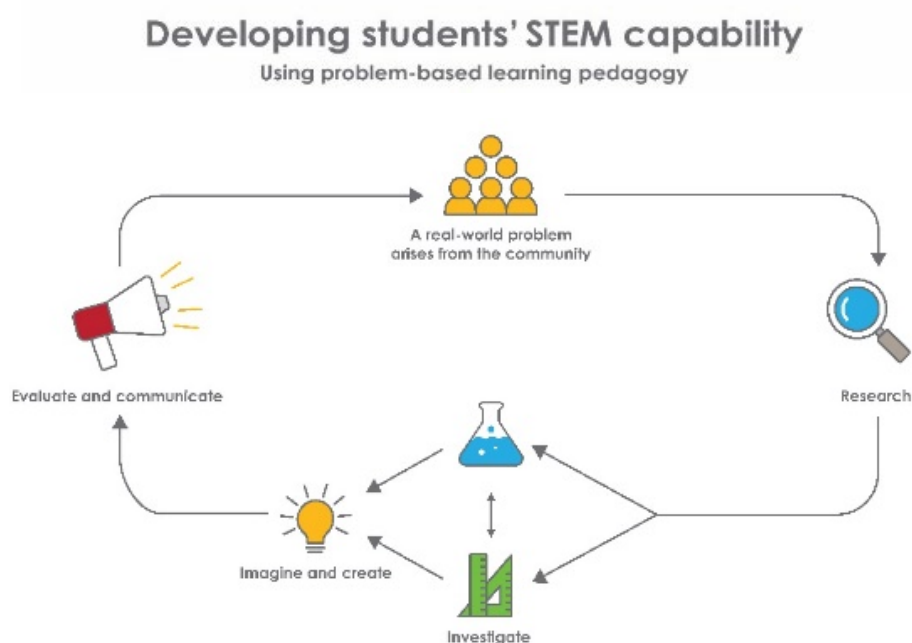 Developing students' STEM capability
Using problem-based learning pedagogy
A real-world problem
arises from the community
Evaluate and communicate
Research
Imagine and create
Investigate